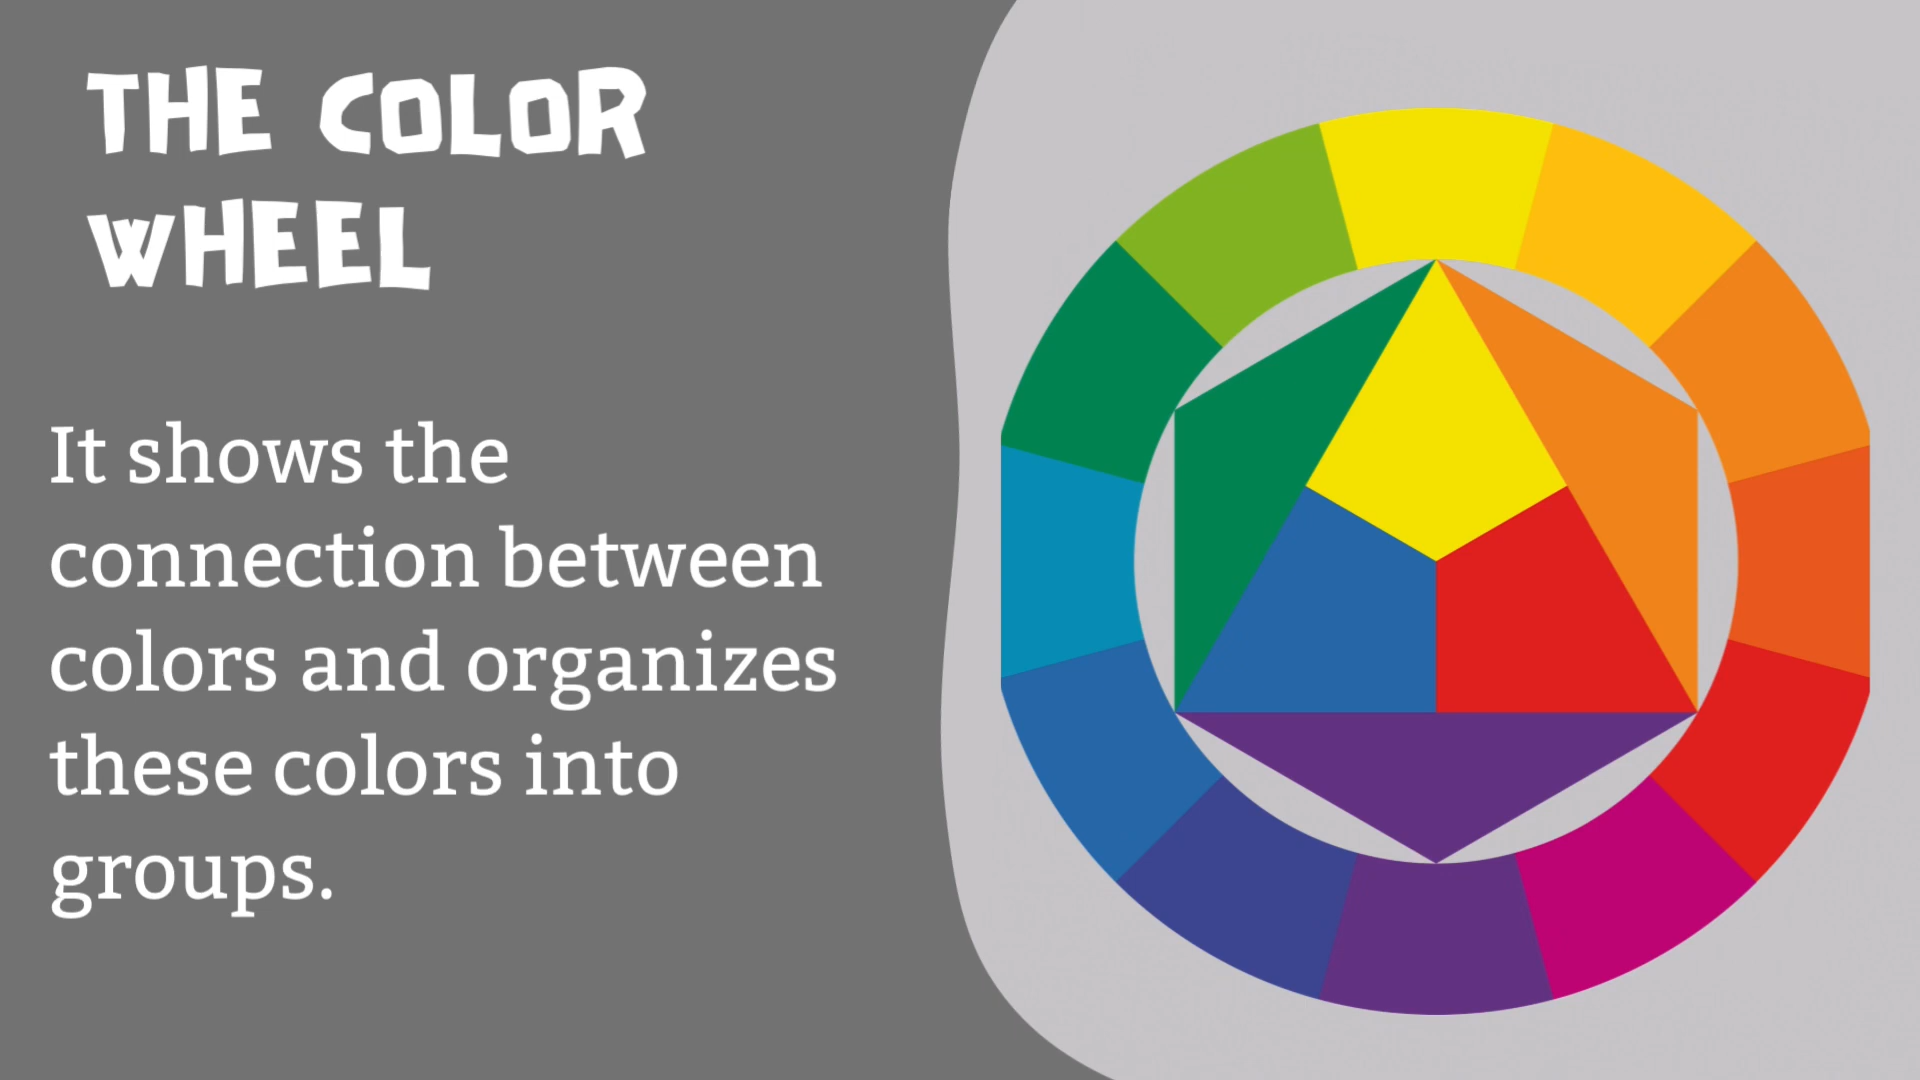 THE COLOR
WHEEL
It shows the
connection between
colors and organizes
these colors into
groups.